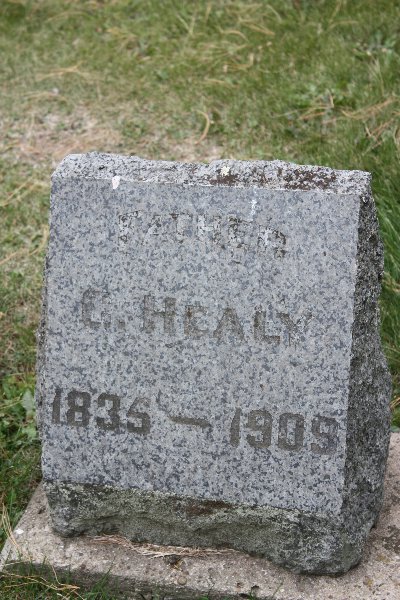 FATHER
C. HEALY
1835 — 1909